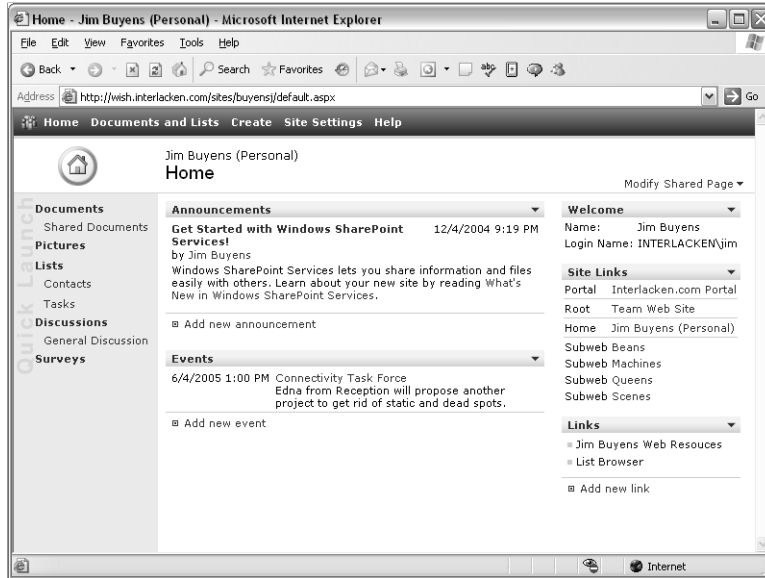 Home - Jim Buyens (Personal) - Microsoft Internet Explorer
File Edit View Favorites Tools Help
Back Search Favorites
Address http://wish.interlacken.com/sites/buyensj/default.aspx Go
Home Documents and Lists Create Site Settings Help
Jim Buyens (Personal)
Home
Modify Shared Page
Quick Launch
Documents
Shared Documents
Pictures
Lists
Contacts
Tasks
Discussions
General Discussion
Surveys
Announcements
Get Started with Windows SharePoint 12/4/2004 9:19 PM
Services!
by Jim Buyens
Windows SharePoint Services lets you share information and files
easily with others. Learn about your new site by reading What's
New in Windows SharePoint Services.
Add new announcement
Events
6/4/2005 1:00 PM Connectivity Task Force
Edna from Reception will propose another
project to get rid of static and dead spots.
Add new event
Welcome
Name: Jim Buyens
Login Name: INTERLACKEN\jim
Site Links
Portal Interlacken.com Portal
Root Team Web Site
Home Jim Buyens (Personal)
Subweb Beans
Subweb Machines
Subweb Queens
Subweb Scenes
Links
Jim Buyens Web Resouces
List Browser
Add new link
Internet